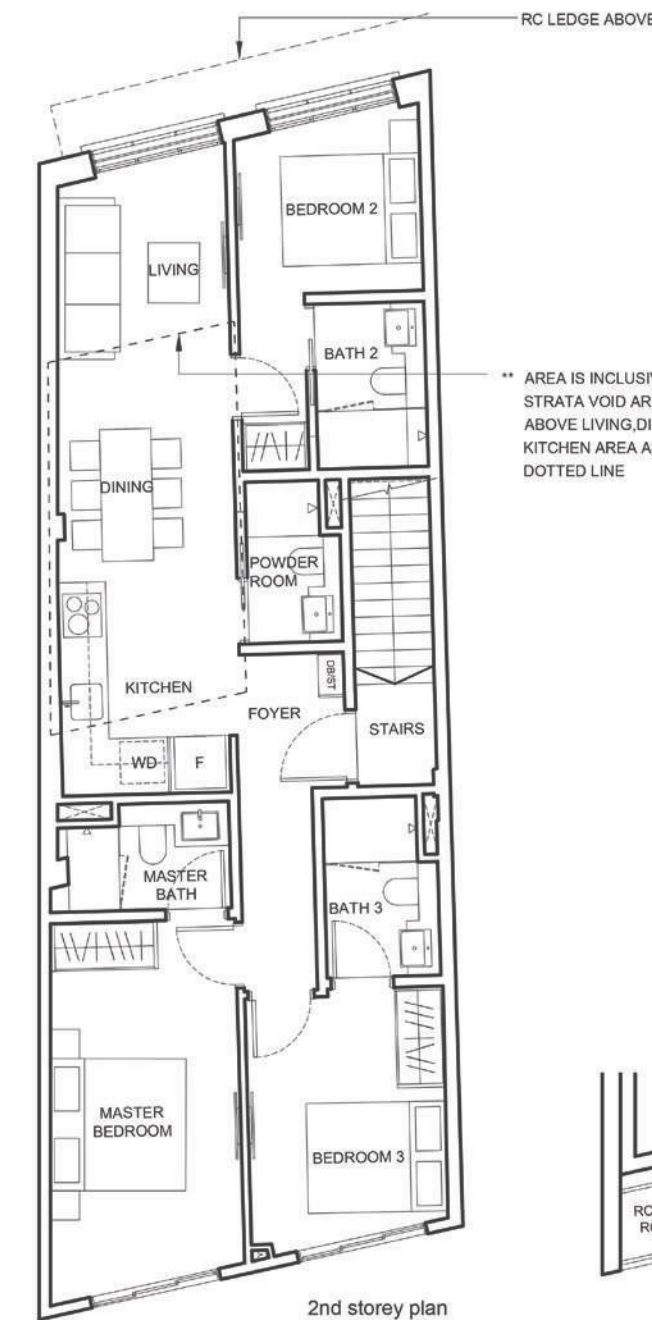 RC LEDGE ABOVE
BEDROOM 2
LIVING
BATH 2
** AREA IS INCLUSI
STRATA VOID AR
ABOVE LIVING,DI
KITCHEN AREA A
DOTTED LINE
DINING
POWDER
ROOM
DB/ST
KITCHEN
FOYER
STAIRS
WD
F
MASTER
BATH
BATH 3
MASTER
BEDROOM
BEDROOM 3
RC
RO
2nd storey plan